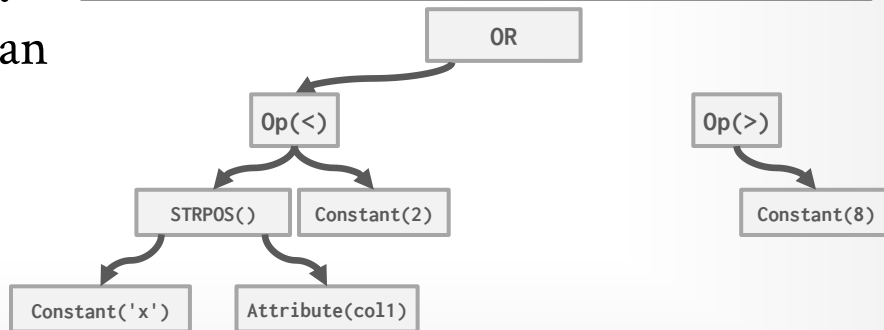 an
OR
Op(<)
Op(>)
STRPOS()
Constant(2)
Constant(8)
Constant('x')
Attribute(col1)